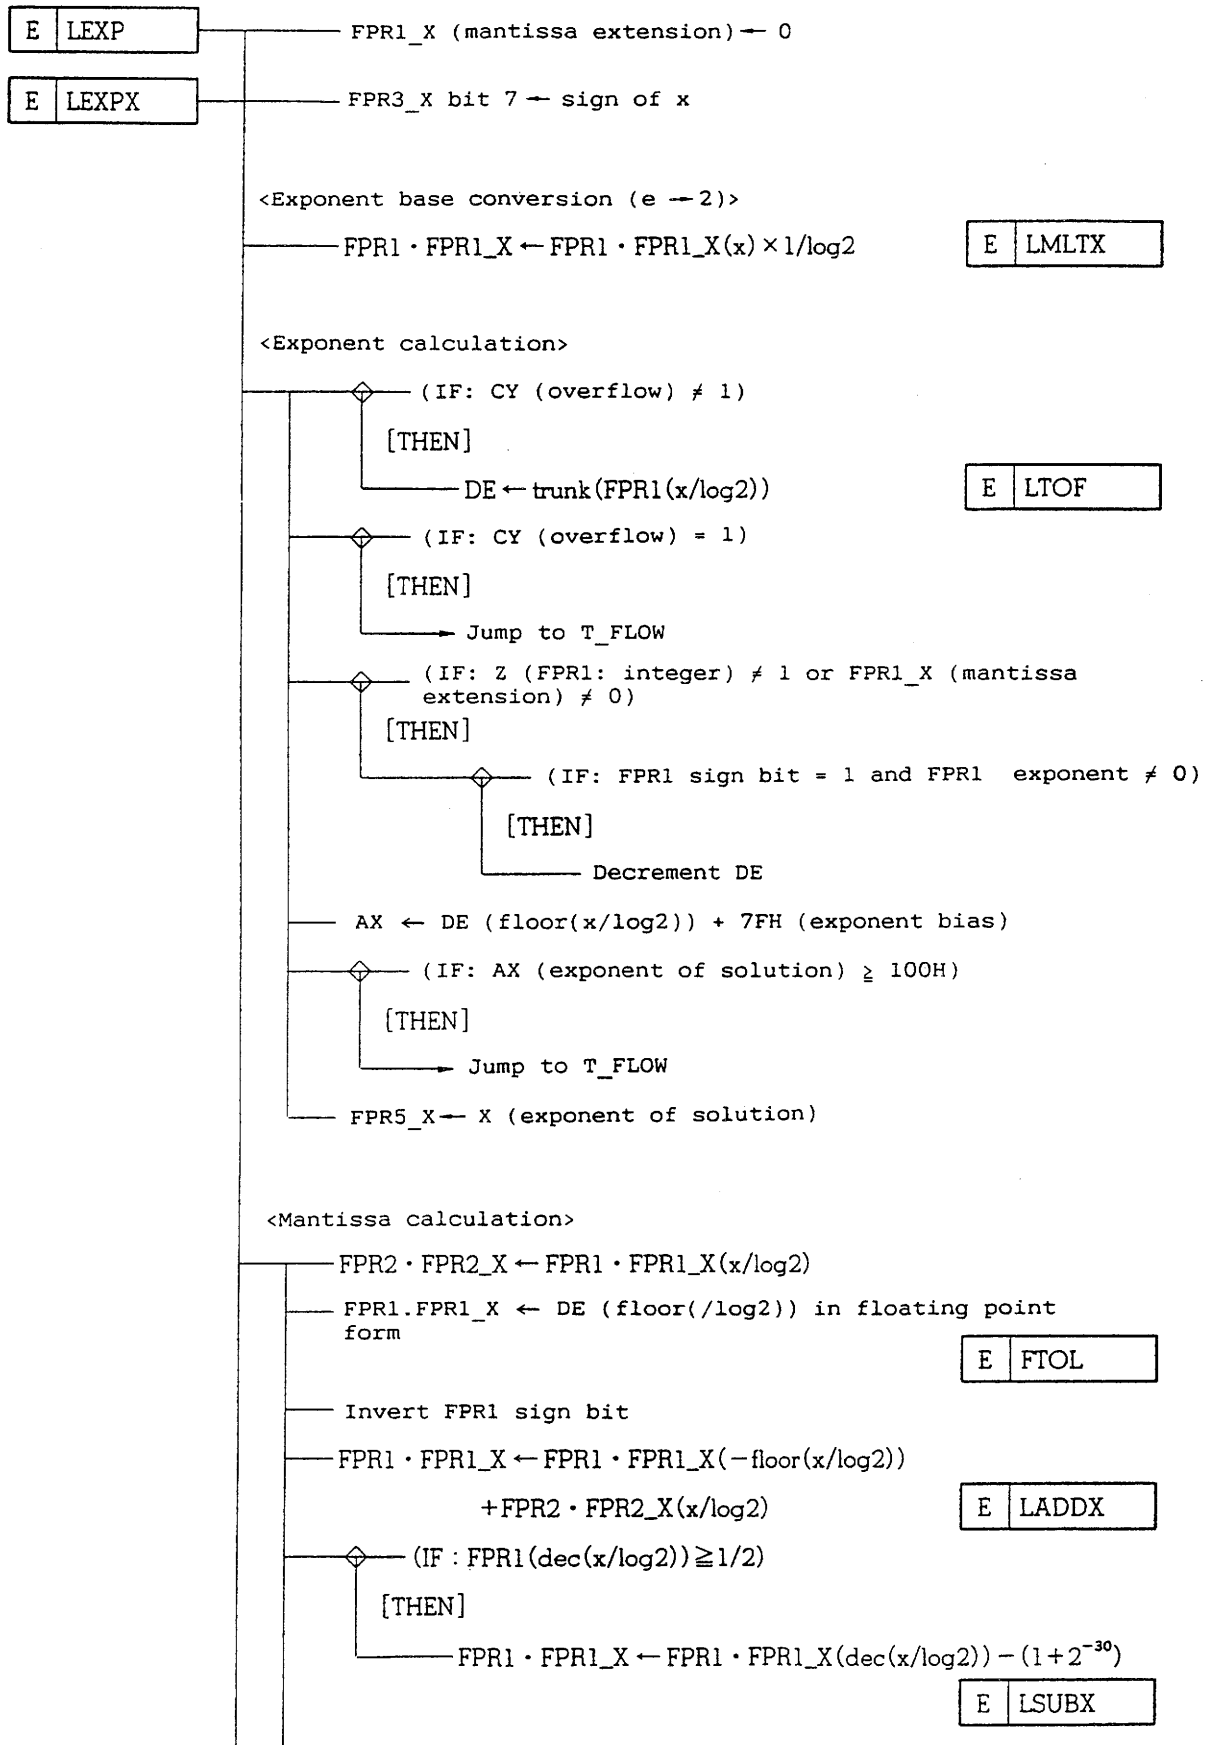 E LEXP FPR1_X (mantissa extension) ← 0
E LEXPX FPR3_X bit 7 ← sign of x
<Exponent base conversion (e → 2)>
FPR1・FPR1_X ← FPR1・FPR1_X(x) × 1/log2 E LMLTX
<Exponent calculation>
(IF: CY (overflow) ≠ 1)
[THEN]
DE ← trunk(FPR1(x/log2)) E LTOF
(IF: CY (overflow) = 1)
[THEN]
Jump to T_FLOW
(IF: Z (FPR1: integer) ≠ 1 or FPR1_X (mantissa
extension) ≠ 0)
[THEN]
(IF: FPR1 sign bit = 1 and FPR1 exponent ≠ 0)
[THEN]
Decrement DE
AX ← DE (floor(x/log2)) + 7FH (exponent bias)
(IF: AX (exponent of solution) ≧ 100H)
[THEN]
Jump to T_FLOW
FPR5_X ← X (exponent of solution)
<Mantissa calculation>
FPR2・FPR2_X ← FPR1・FPR1_X(x/log2)
FPR1.FPR1_X ← DE (floor(/log2)) in floating point
form
E FTOL
Invert FPR1 sign bit
FPR1・FPR1_X ← FPR1・FPR1_X(−floor(x/log2))
+FPR2・FPR2_X(x/log2) E LADDX
(IF : FPR1(dec(x/log2)) ≧ 1/2)
[THEN]
FPR1・FPR1_X ← FPR1・FPR1_X(dec(x/log2)) − (1+2⁻³⁰)
E LSUBX